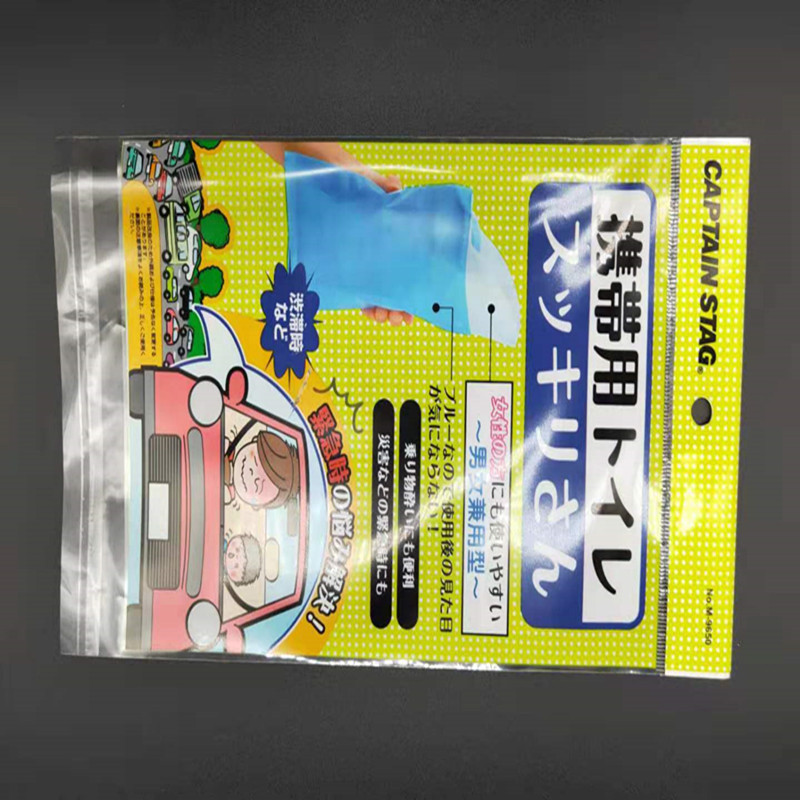 CAPTAIN STAG®
携帯用トイレ
スッキリさん
女性の方にも使いやすい
～男女兼用型～
ブルーなので使用後の見た目
が気にならない！
乗り物酔いにも便利
災害などの緊急時にも
渋滞時
など
緊急時の悩み解決！
No.M-9650